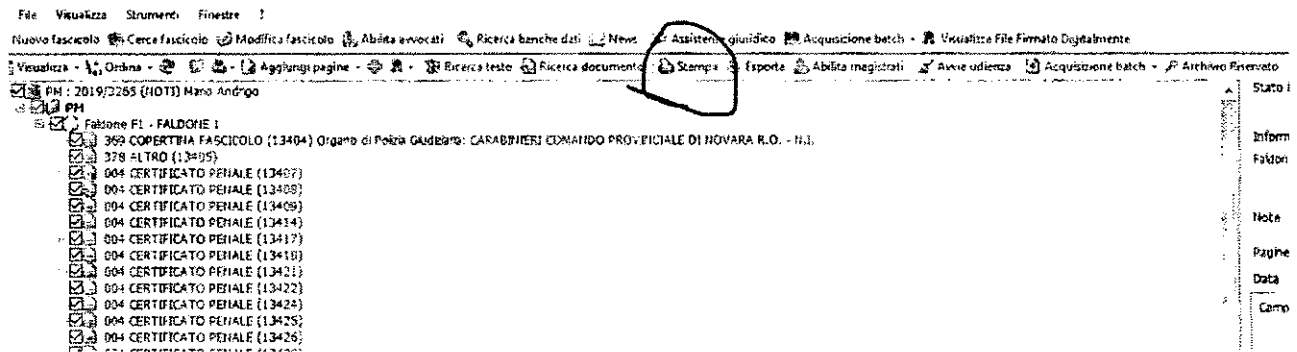 File Visualizza Strumenti Finestre ?
Nuovo fascicolo Cerca fascicolo Modifica fascicolo Abilita avvocati Ricerca banche dati News Assistente giuridico Acquisizione batch Visualizza File Firmato Digitalmente
Visualizza Ordina Aggiungi pagine Ricerca testo Ricerca documento Stampa Esporta Abilita magistrati Avvia udienza Acquisizione batch Archivio Riservato
PM : 2019/2265 (NOTI) Andrigo
Stato
PM
Faldone F1 - FALDONE 1
369 COPERTINA FASCICOLO (13404) Organo di Polizia Giudiziaria: CARABINIERI COMANDO PROVINCIALE DI NOVARA R.O. - N.I.
Inform
378 ALTRO (13405)
Faldon
004 CERTIFICATO PENALE (13407)
004 CERTIFICATO PENALE (13408)
004 CERTIFICATO PENALE (13409)
004 CERTIFICATO PENALE (13414)
Note
004 CERTIFICATO PENALE (13417)
004 CERTIFICATO PENALE (13418)
Pagine
004 CERTIFICATO PENALE (13421)
004 CERTIFICATO PENALE (13422)
Data
004 CERTIFICATO PENALE (13424)
004 CERTIFICATO PENALE (13425)
Camp
004 CERTIFICATO PENALE (13426)